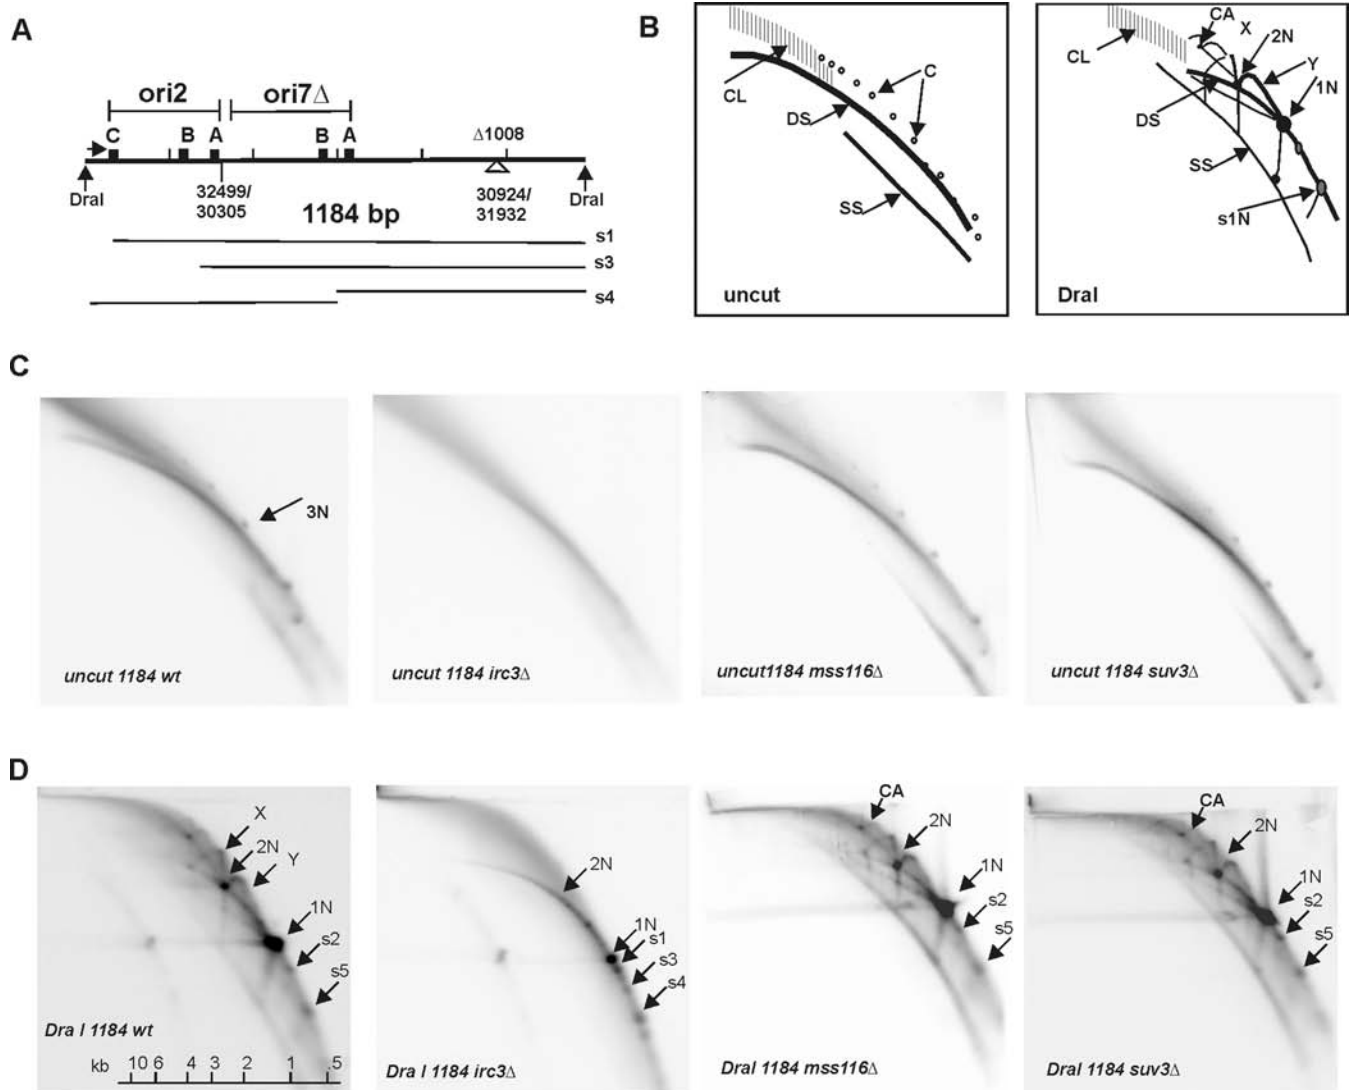 A
ori2 ori7Δ
C B A B A Δ1008
DraI 32499/ 30924/ DraI
30305 1184 bp 31932
s1
s3
s4
B
CL
C
DS
SS
uncut
CA X
2N
CL
Y
1N
DS
SS
s1N
DraI
C
3N
uncut 1184 wt
uncut 1184 irc3Δ
uncut1184 mss116Δ
uncut 1184 suv3Δ
D
X
2N
Y
1N
s2
s5
Dra I 1184 wt
kb 10 6 4 3 2 1 .5
2N
1N
s1
s3
s4
Dra I 1184 irc3Δ
CA
2N
1N
s2
s5
DraI 1184 mss116Δ
CA
2N
1N
s2
s5
DraI 1184 suv3Δ